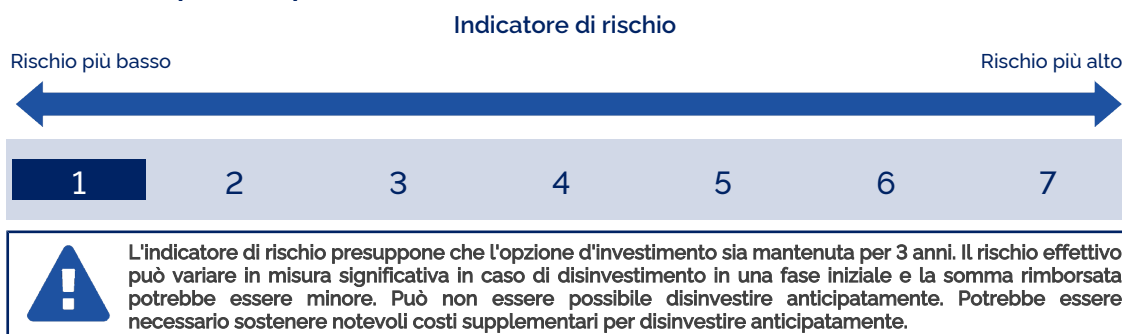 Indicatore di rischio
Rischio più basso
Rischio più alto
1 2 3 4 5 6 7
L'indicatore di rischio presuppone che l'opzione d'investimento sia mantenuta per 3 anni. Il rischio effettivo
può variare in misura significativa in caso di disinvestimento in una fase iniziale e la somma rimborsata
potrebbe essere minore. Può non essere possibile disinvestire anticipatamente. Potrebbe essere
necessario sostenere notevoli costi supplementari per disinvestire anticipatamente.